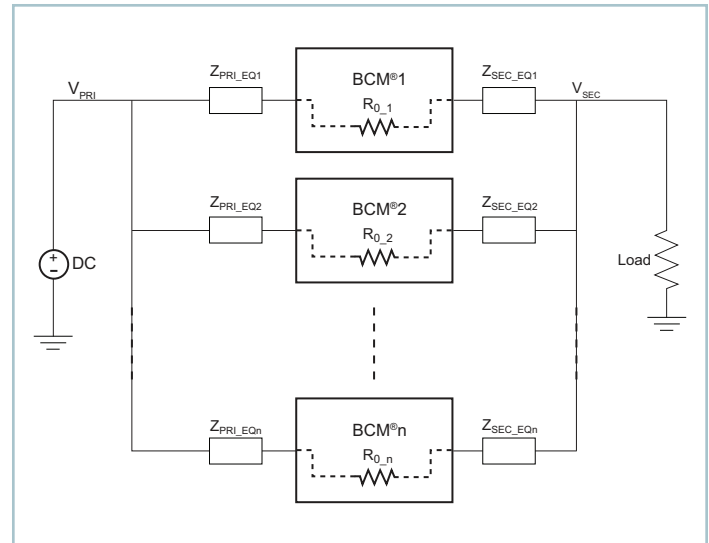 BCM®1
Z_PRI_EQ1
Z_SEC_EQ1
V_PRI
R_0_1
V_SEC
BCM®2
Z_PRI_EQ2
Z_SEC_EQ2
R_0_2
+
DC
–
Load
BCM®n
Z_PRI_EQn
Z_SEC_EQn
R_0_n